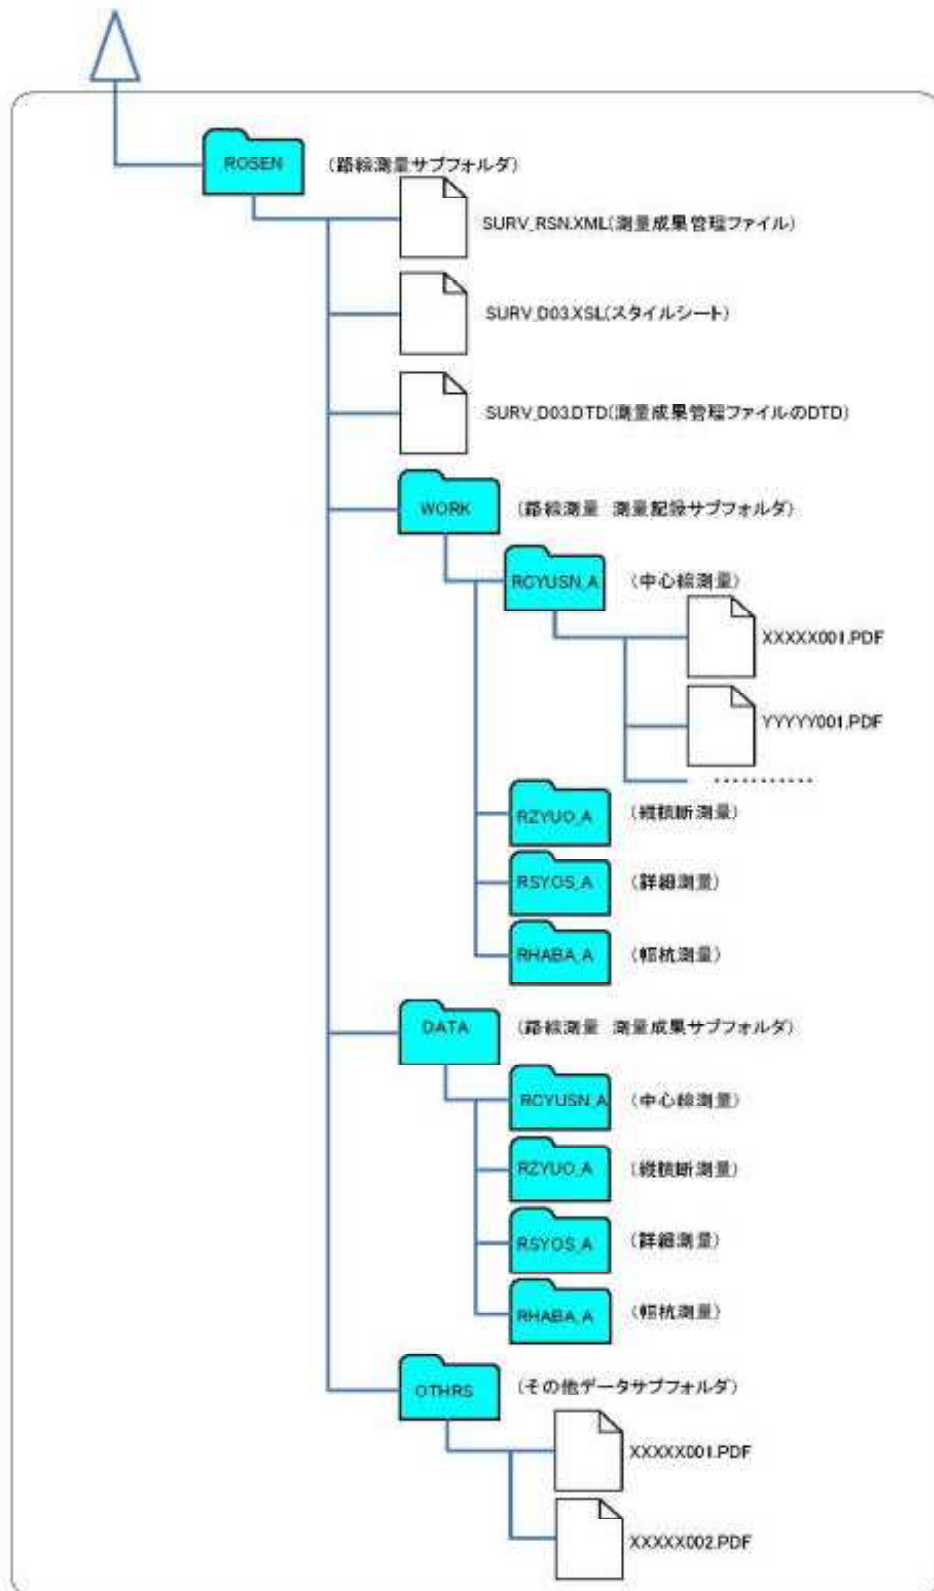 ROSEN (路線測量サブフォルダ)
SURV_RSN.XML(測量成果管理ファイル)
SURV_D03.XSL(スタイルシート)
SURV_D03.DTD(測量成果管理ファイルのDTD)
WORK (路線測量 測量記録サブフォルダ)
RCYUSN_A (中心線測量)
XXXXX001.PDF
YYYYY001.PDF
...........
RZYUO_A (縦横断測量)
RSYOS_A (詳細測量)
RHABA_A (幅杭測量)
DATA (路線測量 測量成果サブフォルダ)
RCYUSN_A (中心線測量)
RZYUO_A (縦横断測量)
RSYOS_A (詳細測量)
RHABA_A (幅杭測量)
OTHRS (その他データサブフォルダ)
XXXXX001.PDF
XXXXX002.PDF